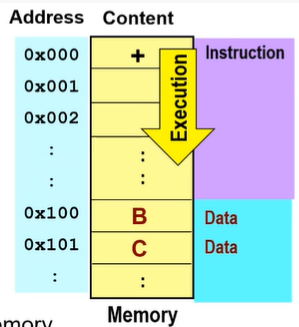 Address Content
0x000 + Instruction
0x001
0x002
: :
: :
Execution
0x100 B Data
0x101 C Data
: :
Memory